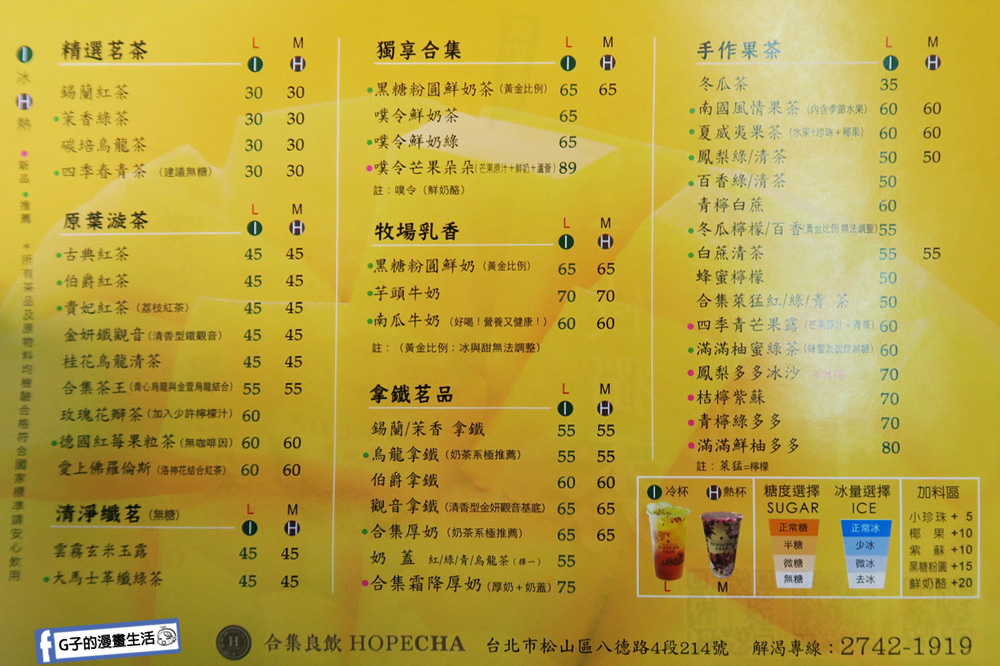 I 冰 H 熱 •新品 •推薦 *所有茶品及原物料均檢驗合格符合國家標準請安心飲用
精選茗茶 L M
I H
錫蘭紅茶 30 30
•茉香綠茶 30 30
碳培烏龍茶 30 30
•四季春青茶 (建議無糖) 30 30
原葉漩茶 L M
I H
•古典紅茶 45 45
•伯爵紅茶 45 45
•貴妃紅茶 (荔枝紅茶) 45 45
金妍鐵觀音 (清香型鐵觀音) 45 45
桂花烏龍清茶 45 45
合集茶王 (青心烏龍與金萱烏龍結合) 55 55
玫瑰花瓣茶 (加入少許檸檬汁) 60
•德國紅莓果粒茶 (無咖啡因) 60 60
愛上佛羅倫斯 (洛神花結合紅茶) 60 60
清淨纖茗 (無糖) L M
I H
雲霧玄米玉露 45 45
•大馬士革纖綠茶 45 45
獨享合集 L M
I H
•黑糖粉圓鮮奶茶 (黃金比例) 65 65
噗令鮮奶茶 65
•噗令鮮奶綠 65
•噗令芒果朵朵 (芒果原汁+鮮奶+蘆薈) 89
註：噗令 (鮮奶酪)
牧場乳香 L M
I H
•黑糖粉圓鮮奶 (黃金比例) 65 65
•芋頭牛奶 70 70
•南瓜牛奶 (好喝！營養又健康！) 60 60
註：(黃金比例：冰與甜無法調整)
拿鐵茗品 L M
I H
錫蘭/茉香 拿鐵 55 55
•烏龍拿鐵 (奶茶系極推薦) 55 55
伯爵拿鐵 60 60
觀音拿鐵 (清香型金妍觀音基底) 65 65
•合集厚奶 (奶茶系極推薦) 65 65
奶 蓋 紅/綠/青/烏龍茶 (擇一) 55
•合集霜降厚奶 (厚奶+奶蓋) 75
手作果茶 L M
I H
冬瓜茶 35
•南國風情果茶 (內含季節水果) 60 60
•夏威夷果茶 (水果+珍珠+椰果) 60 60
•鳳梨綠/清茶 50 50
•百香綠/清茶 50
青檸白蔗 60
•冬瓜檸檬/百香 (黃金比例 無法調整) 55
•白蔗清茶 55 55
蜂蜜檸檬 50
合集萊猛紅/綠/青 茶 50
•四季青芒果露 (芒果原汁+青茶) 60
•滿滿柚蜜綠茶 60
•鳳梨多多冰沙 70
•桔檸紫蘇 70
•青檸綠多多 70
•滿滿鮮柚多多 80
註：萊猛=檸檬
I 冷杯 H 熱杯
L M
糖度選擇
SUGAR
正常糖
半糖
微糖
無糖
冰量選擇
ICE
正常冰
少冰
微冰
去冰
加料區
小珍珠 + 5
椰 果 +10
紫 蘇 +10
黑糖粉圓 +15
鮮奶酪 +20
f G子的漫畫生活
H 合集良飲 HOPECHA 台北市松山區八德路4段214號 解渴專線：2742-1919